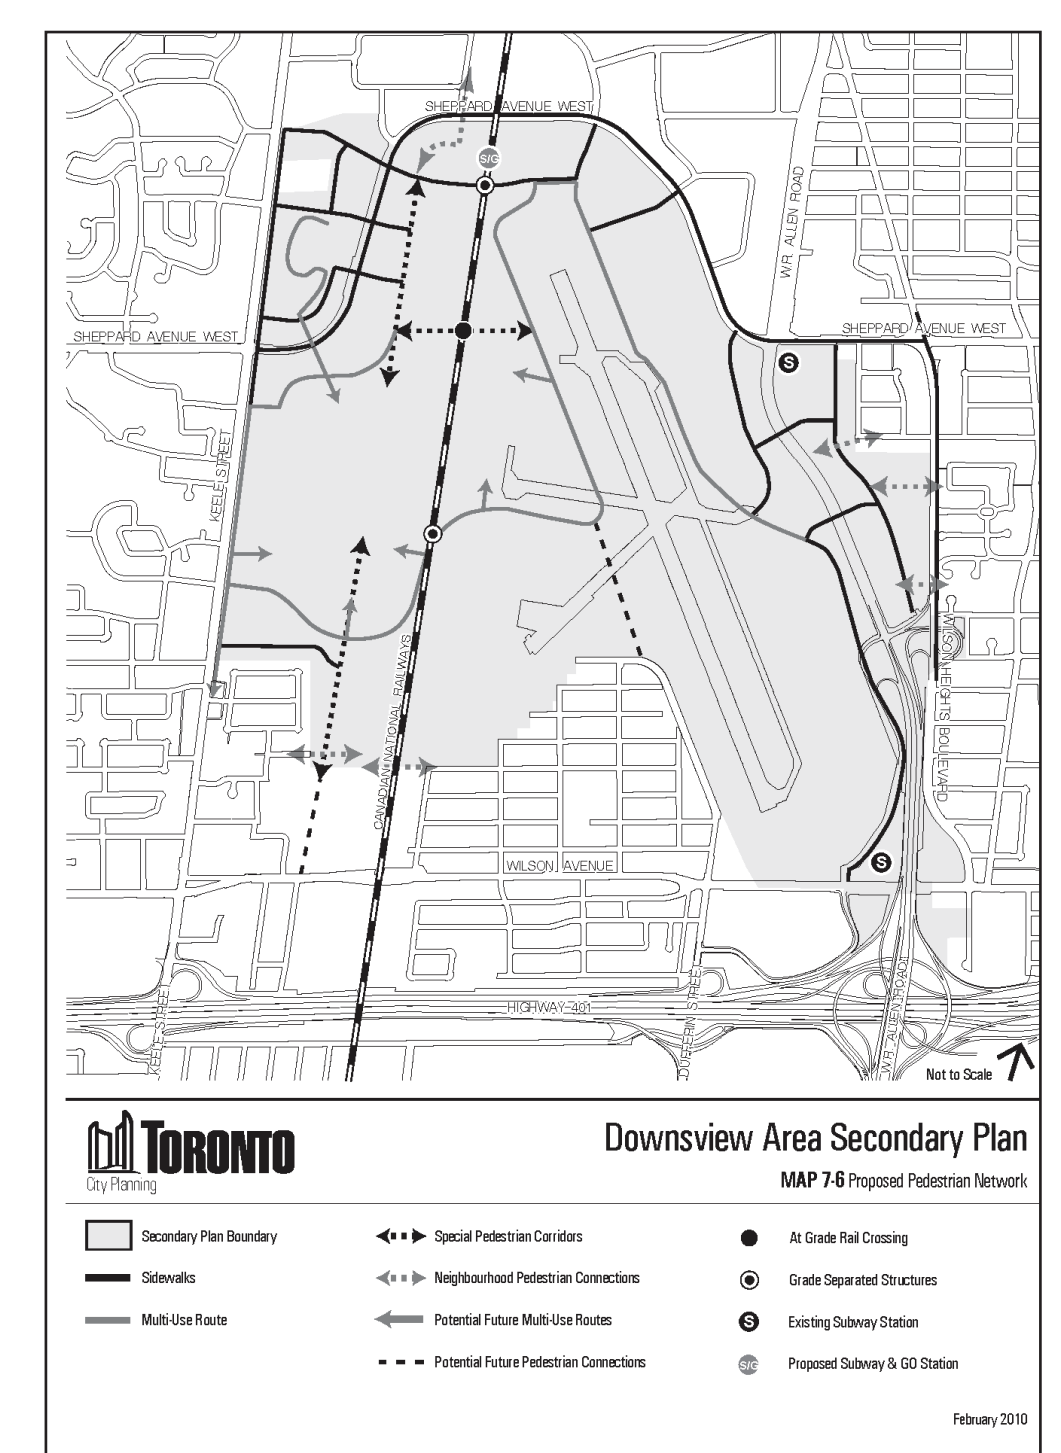 SHEPPARD AVENUE WEST
S/G
W.R. ALLEN ROAD
SHEPPARD AVENUE WEST
SHEPPARD AVENUE WEST
S
KEELE STREET
CANADIAN NATIONAL RAILWAYS
WILSON HEIGHTS BOULEVARD
S
WILSON AVENUE
HIGHWAY 401
KEELE STREET
DUFFERIN STREET
W.R. ALLEN ROAD
Not to Scale
TORONTO
City Planning
Downsview Area Secondary Plan
MAP 7-6 Proposed Pedestrian Network
Secondary Plan Boundary
Sidewalks
Multi-Use Route
Special Pedestrian Corridors
Neighbourhood Pedestrian Connections
Potential Future Multi-Use Routes
Potential Future Pedestrian Connections
At Grade Rail Crossing
Grade Separated Structures
S Existing Subway Station
S/G Proposed Subway & GO Station
February 2010